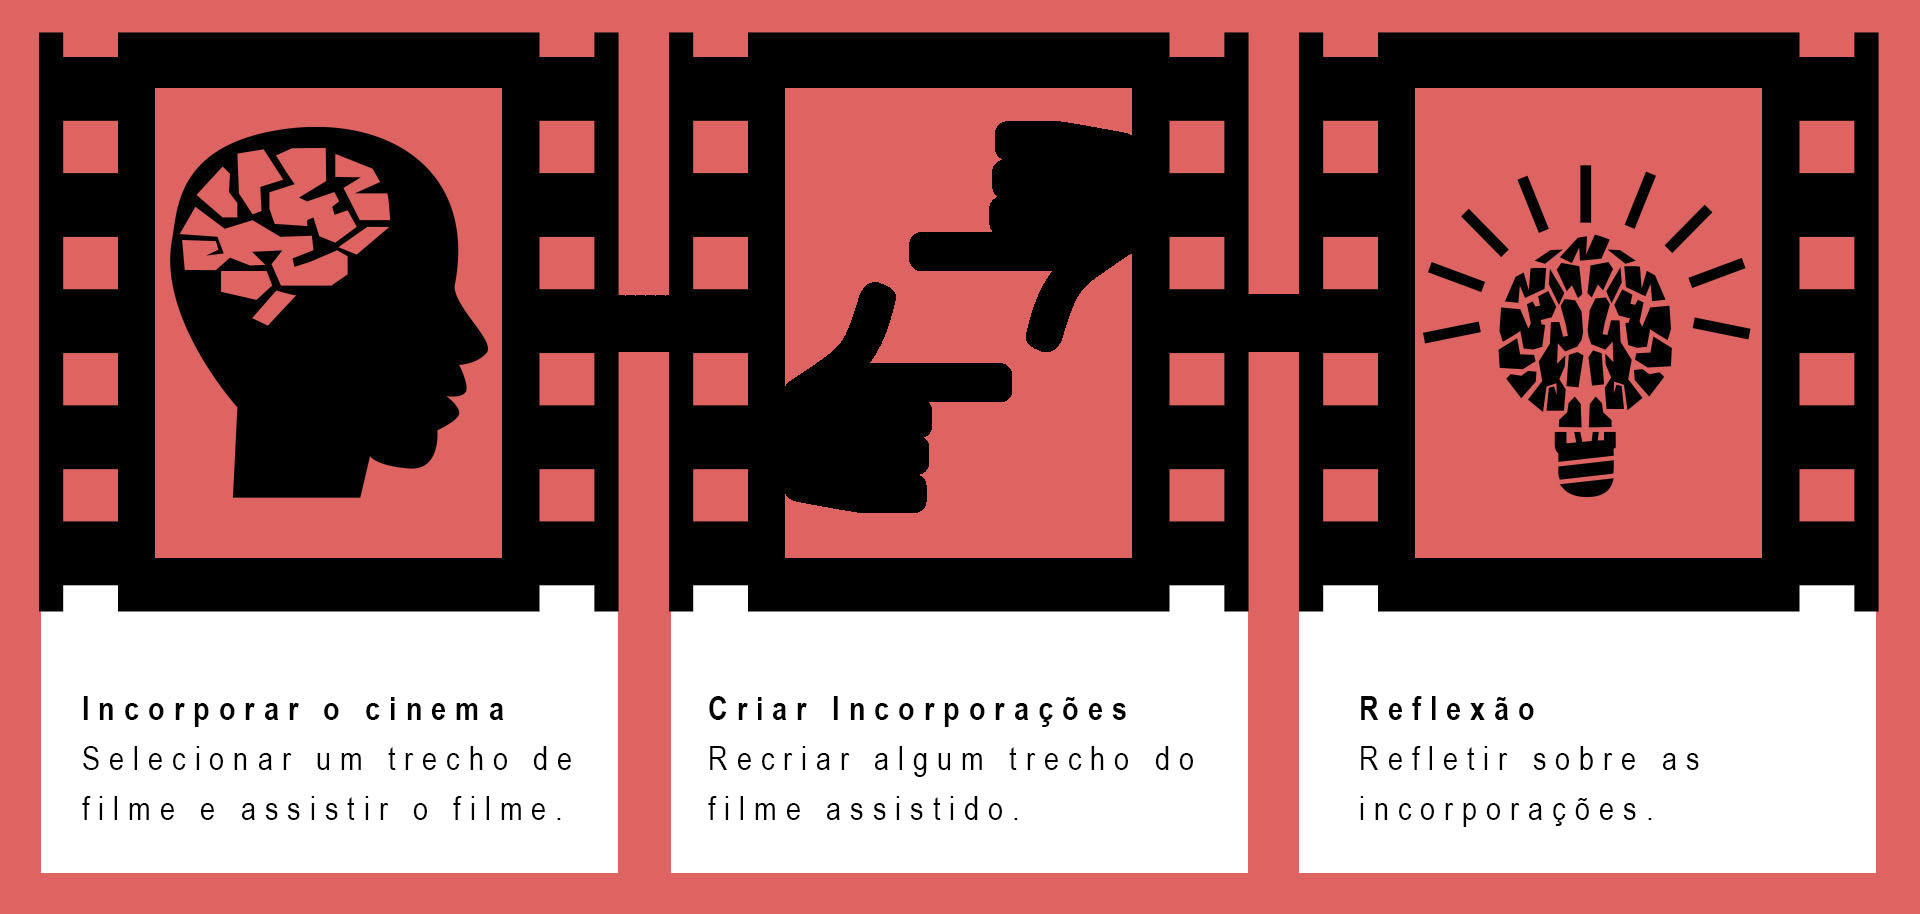 Incorporar o cinema
Selecionar um trecho de
filme e assistir o filme.
Criar Incorporações
Recriar algum trecho do
filme assistido.
Reflexão
Refletir sobre as
incorporações.